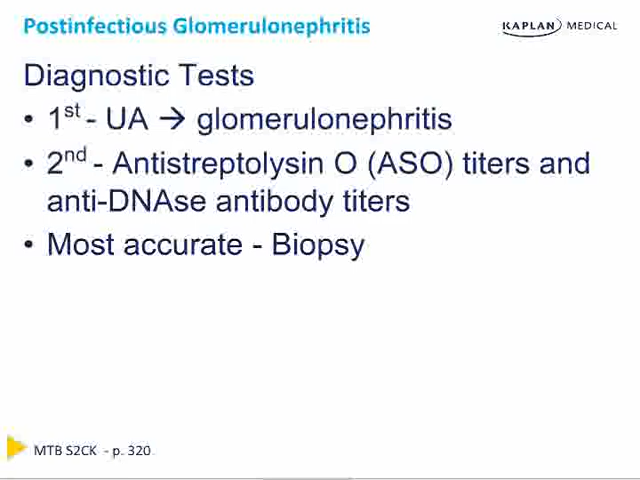 Postinfectious Glomerulonephritis
KAPLAN MEDICAL
Diagnostic Tests
• 1st - UA → glomerulonephritis
• 2nd - Antistreptolysin O (ASO) titers and
anti-DNAse antibody titers
• Most accurate - Biopsy
MTB S2CK - p. 320